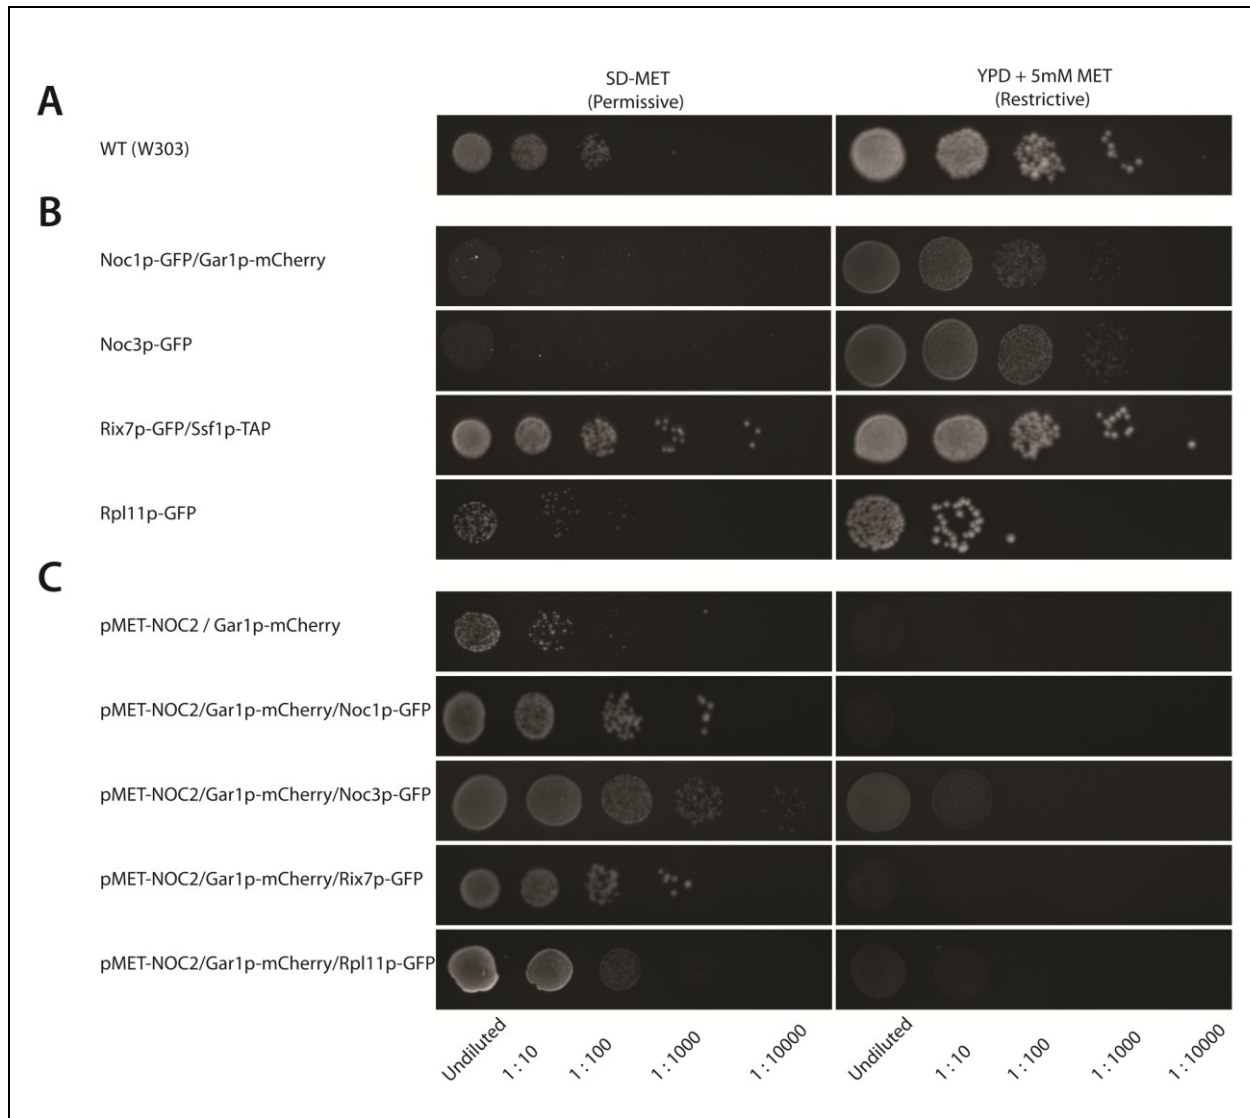 SD-MET
(Permissive)
YPD + 5mM MET
(Restrictive)
A
WT (W303)
B
Noc1p-GFP/Gar1p-mCherry
Noc3p-GFP
Rix7p-GFP/Ssf1p-TAP
Rpl11p-GFP
C
pMET-NOC2 / Gar1p-mCherry
pMET-NOC2/Gar1p-mCherry/Noc1p-GFP
pMET-NOC2/Gar1p-mCherry/Noc3p-GFP
pMET-NOC2/Gar1p-mCherry/Rix7p-GFP
pMET-NOC2/Gar1p-mCherry/Rpl11p-GFP
Undiluted
1:10
1:100
1:1000
1:10000
Undiluted
1:10
1:100
1:1000
1:10000